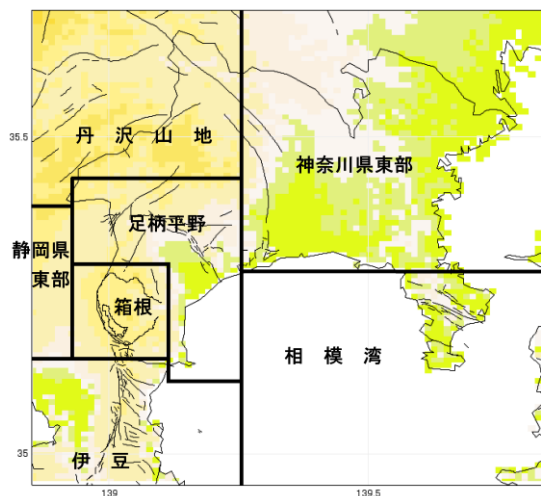 35.5
丹 沢 山 地
神奈川県東部
足柄平野
静岡県
東部
箱根
相 模 湾
35
伊 豆
139
139.5